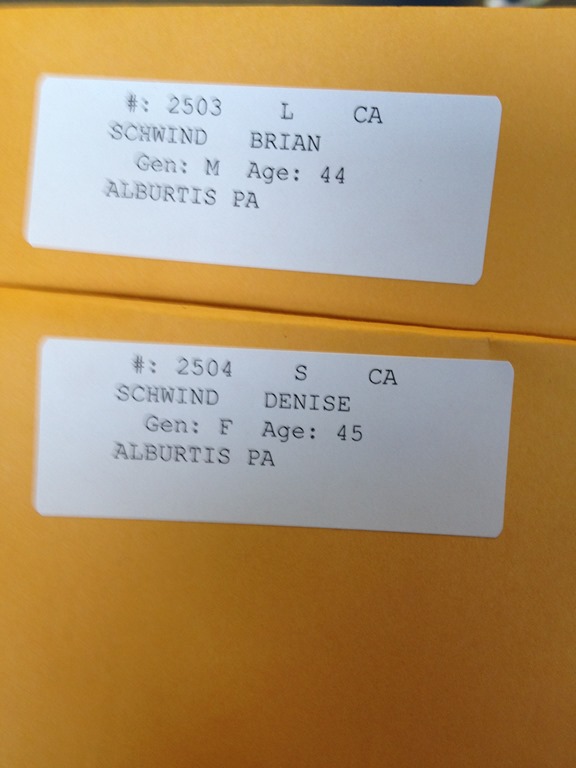 #: 2503 L CA
SCHWIND BRIAN
Gen: M Age: 44
ALBURTIS PA
#: 2504 S CA
SCHWIND DENISE
Gen: F Age: 45
ALBURTIS PA